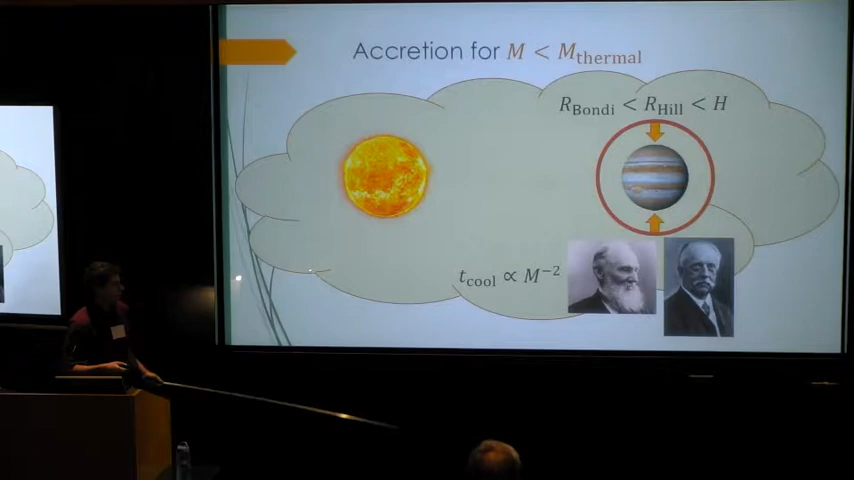 Accretion for M < M_thermal
R_Bondi < R_Hill < H
t_cool ∝ M^−2